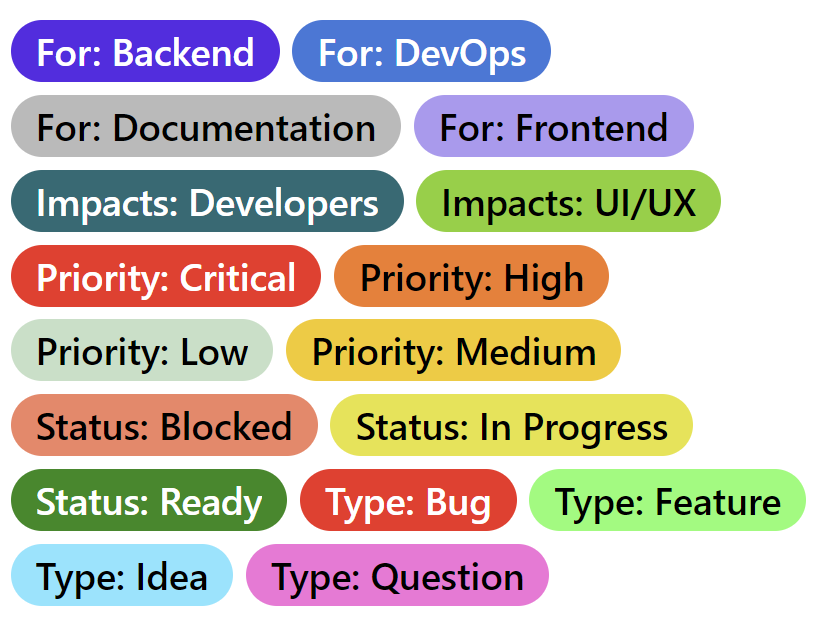 For: Backend For: DevOps
For: Documentation For: Frontend
Impacts: Developers Impacts: UI/UX
Priority: Critical Priority: High
Priority: Low Priority: Medium
Status: Blocked Status: In Progress
Status: Ready Type: Bug Type: Feature
Type: Idea Type: Question